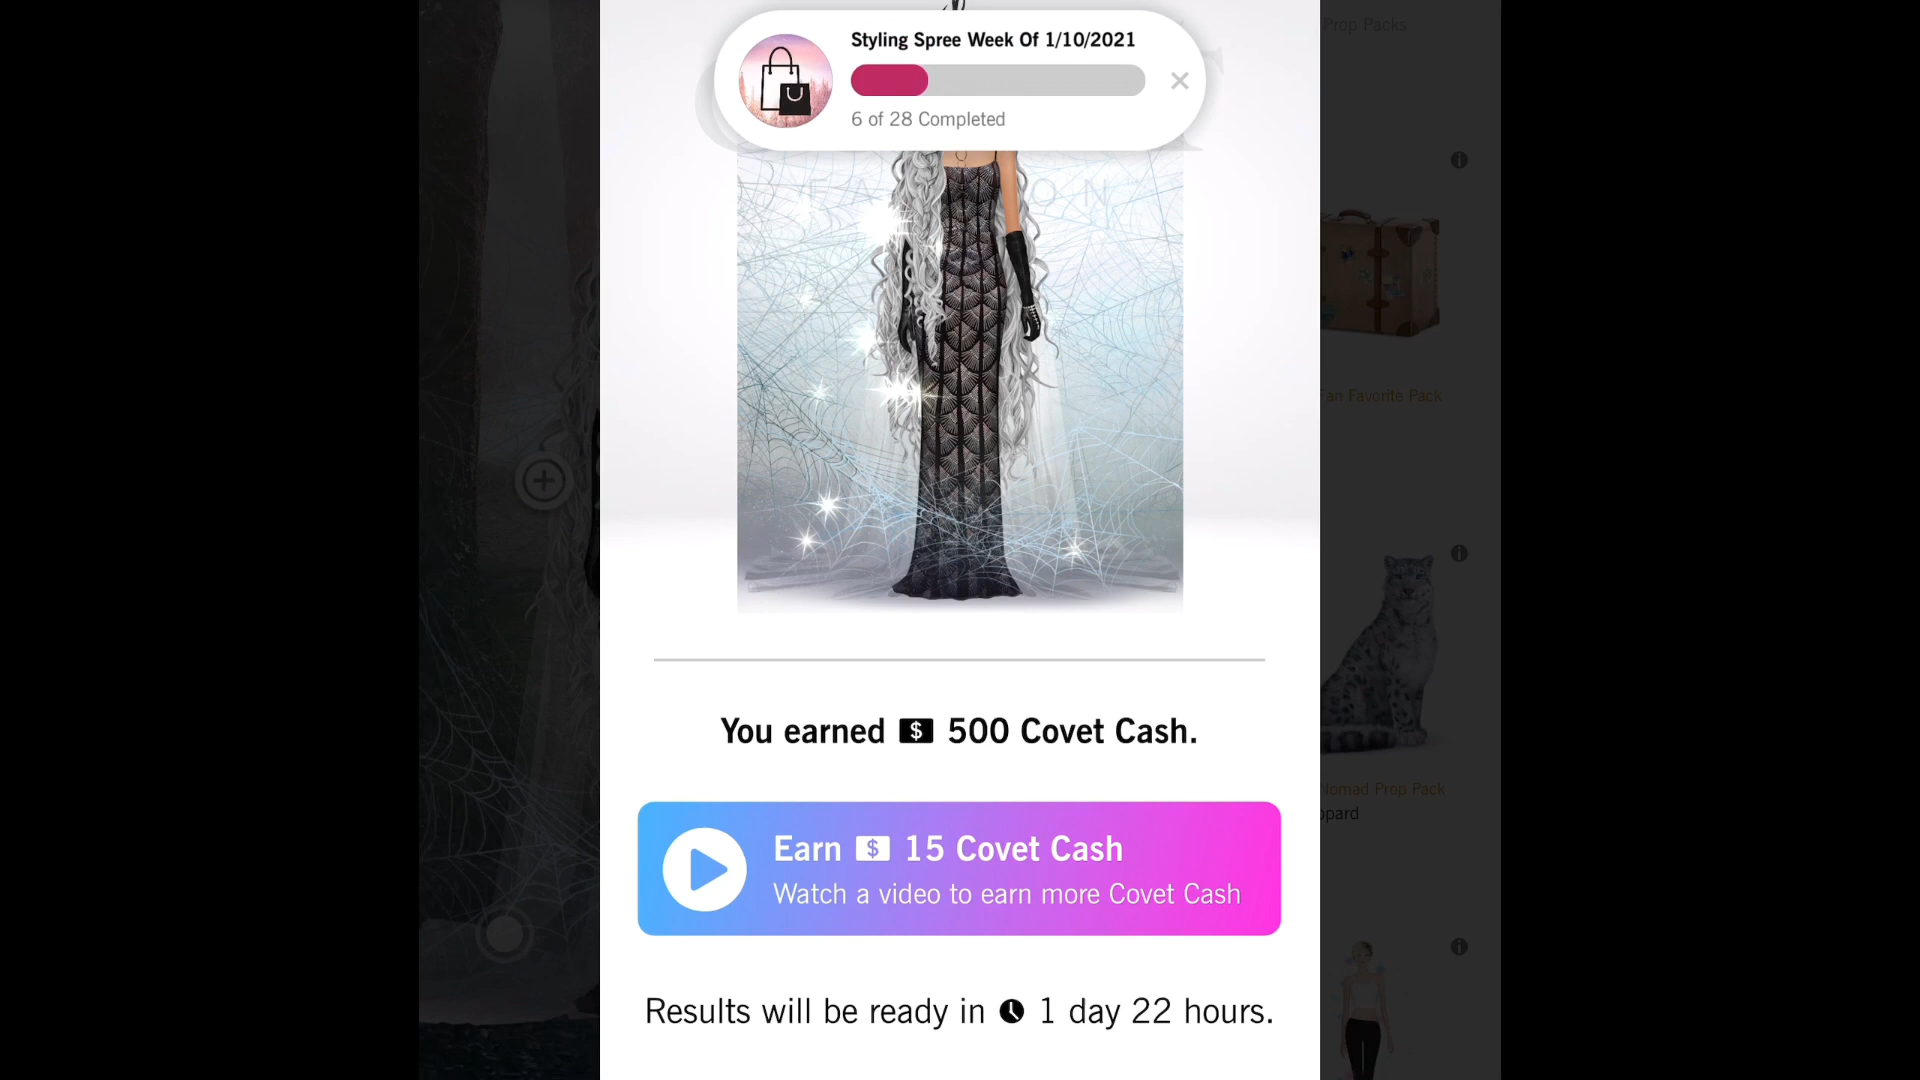 Styling Spree Week Of 1/10/2021
6 of 28 Completed
You earned $ 500 Covet Cash.
Earn $ 15 Covet Cash
Watch a video to earn more Covet Cash
Results will be ready in 1 day 22 hours.
Prop Packs
Fan Favorite Pack
Prop Pack